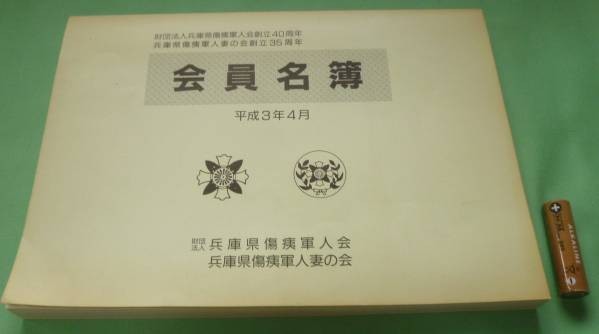 財団法人兵庫県傷痍軍人会創立40周年
兵庫県傷痍軍人妻の会創立35周年
会員名簿
平成3年4月
財団法人 兵庫県傷痍軍人会
兵庫県傷痍軍人妻の会
ALKALINE